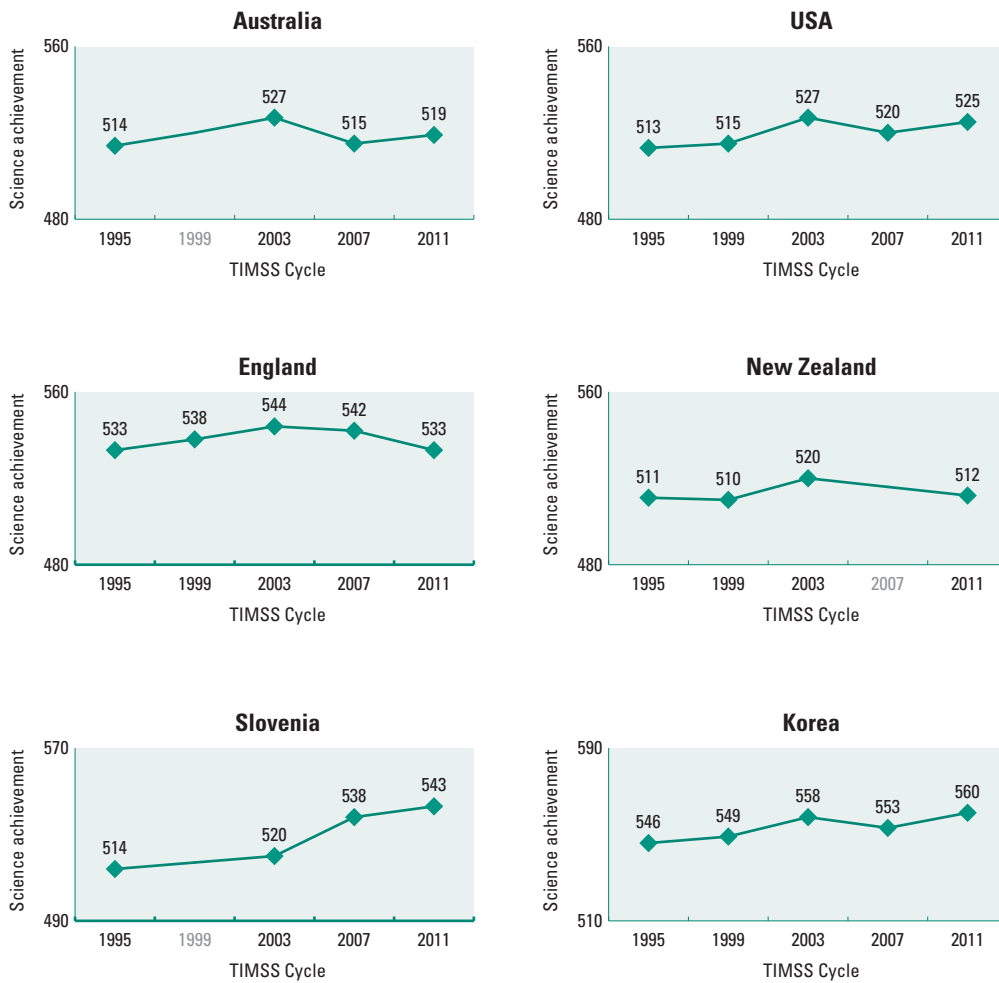 Australia
Science achievement
560
514
527
515
519
480
1995 1999 2003 2007 2011
TIMSS Cycle
USA
Science achievement
560
513
515
527
520
525
480
1995 1999 2003 2007 2011
TIMSS Cycle
England
Science achievement
560
533
538
544
542
533
480
1995 1999 2003 2007 2011
TIMSS Cycle
New Zealand
Science achievement
560
511
510
520
512
480
1995 1999 2003 2007 2011
TIMSS Cycle
Slovenia
Science achievement
570
514
520
538
543
490
1995 1999 2003 2007 2011
TIMSS Cycle
Korea
Science achievement
590
546
549
558
553
560
510
1995 1999 2003 2007 2011
TIMSS Cycle